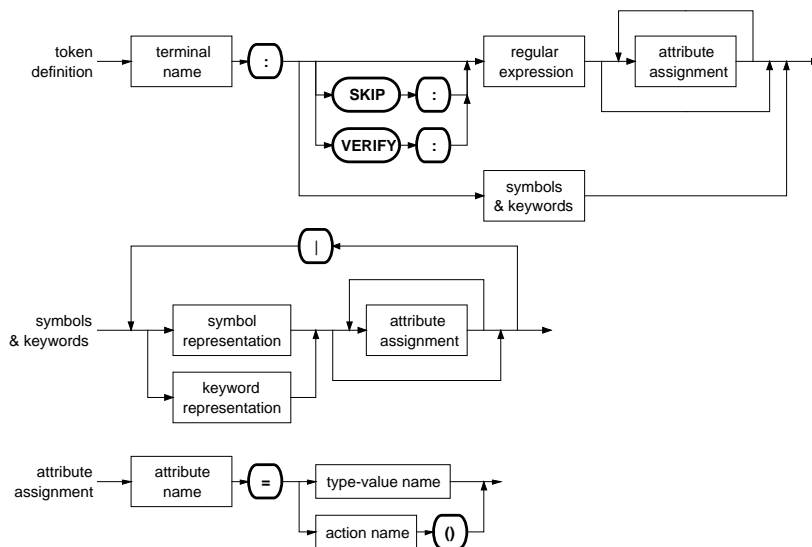 token
definition
terminal
name
:
SKIP
:
VERIFY
:
regular
expression
attribute
assignment
symbols
& keywords
|
symbols
& keywords
symbol
representation
keyword
representation
attribute
assignment
attribute
assignment
attribute
name
=
type-value name
action name
()